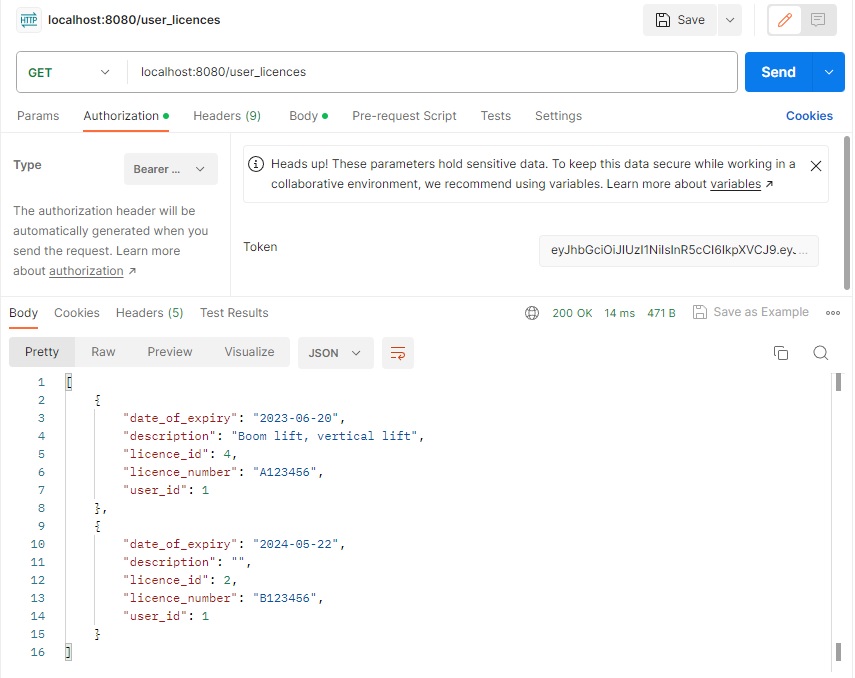 HTTP localhost:8080/user_licences Save
GET localhost:8080/user_licences Send
Params Authorization Headers (9) Body Pre-request Script Tests Settings Cookies
Type Bearer ...
The authorization header will be
automatically generated when you
send the request. Learn more
about authorization ↗
Heads up! These parameters hold sensitive data. To keep this data secure while working in a
collaborative environment, we recommend using variables. Learn more about variables ↗
Token eyJhbGciOiJIUzI1NiIsInR5cCI6IkpXVCJ9.eyJ...
Body Cookies Headers (5) Test Results 200 OK 14 ms 471 B Save as Example
Pretty Raw Preview Visualize JSON
1 [
2 {
3 "date_of_expiry": "2023-06-20",
4 "description": "Boom lift, vertical lift",
5 "licence_id": 4,
6 "licence_number": "A123456",
7 "user_id": 1
8 },
9 {
10 "date_of_expiry": "2024-05-22",
11 "description": "",
12 "licence_id": 2,
13 "licence_number": "B123456",
14 "user_id": 1
15 }
16 ]